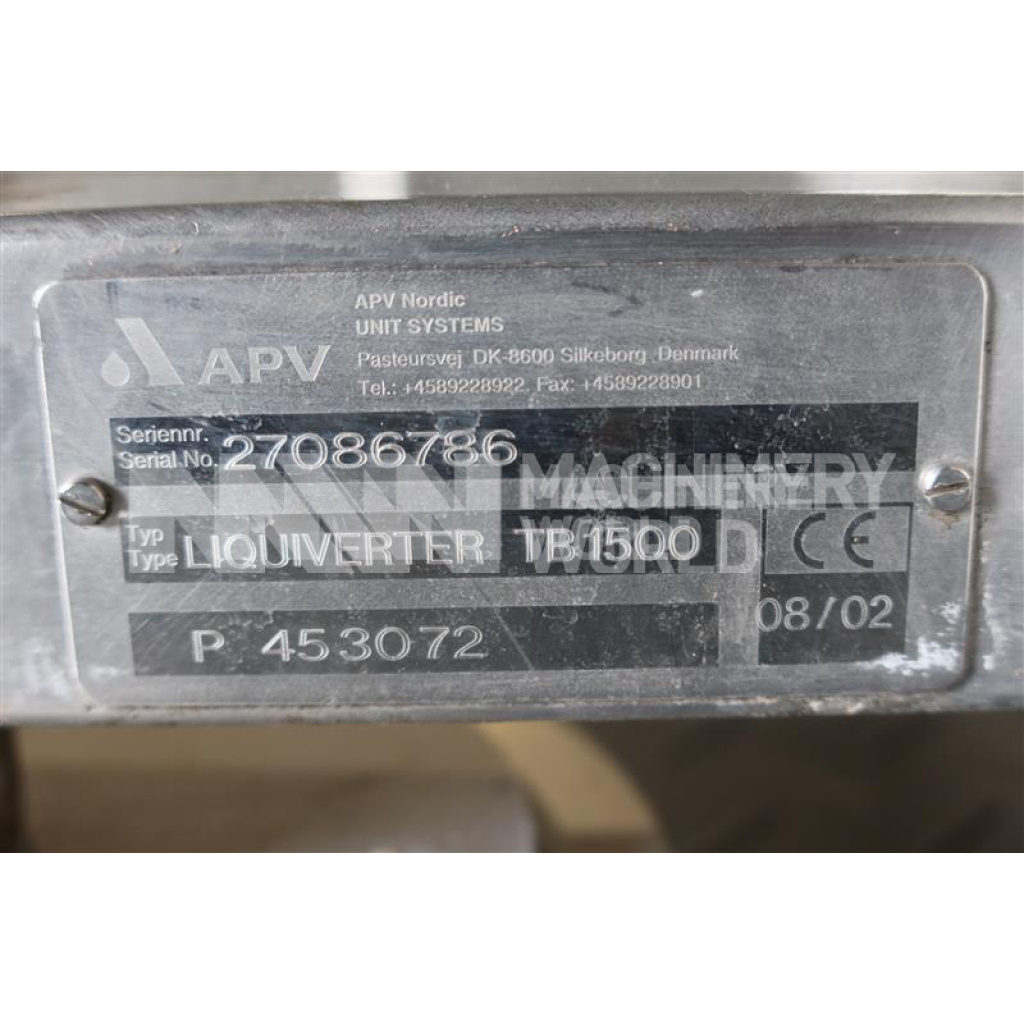 APV Nordic
UNIT SYSTEMS
APV
Pasteursvej DK-8600 Silkeborg Denmark
Tel.: +4589228922, Fax: +4589228901
Seriennr.
Serial No. 27086786
MACHINERY
WORLD
Typ
Type LIQUIVERTER TB1500
CE
P 453072
08/02